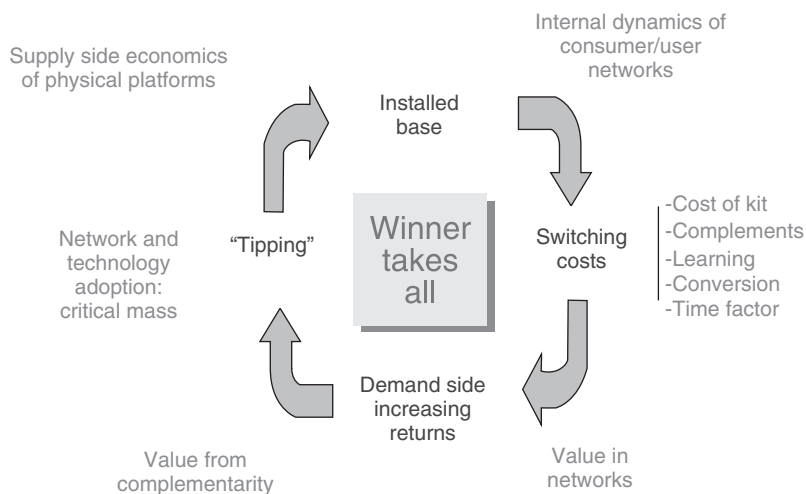 Supply side economics
of physical platforms
Internal dynamics of
consumer/user
networks
Installed
base
Switching
costs
-Cost of kit
-Complements
-Learning
-Conversion
-Time factor
Winner
takes
all
“Tipping”
Network and
technology
adoption:
critical mass
Demand side
increasing
returns
Value from
complementarity
Value in
networks